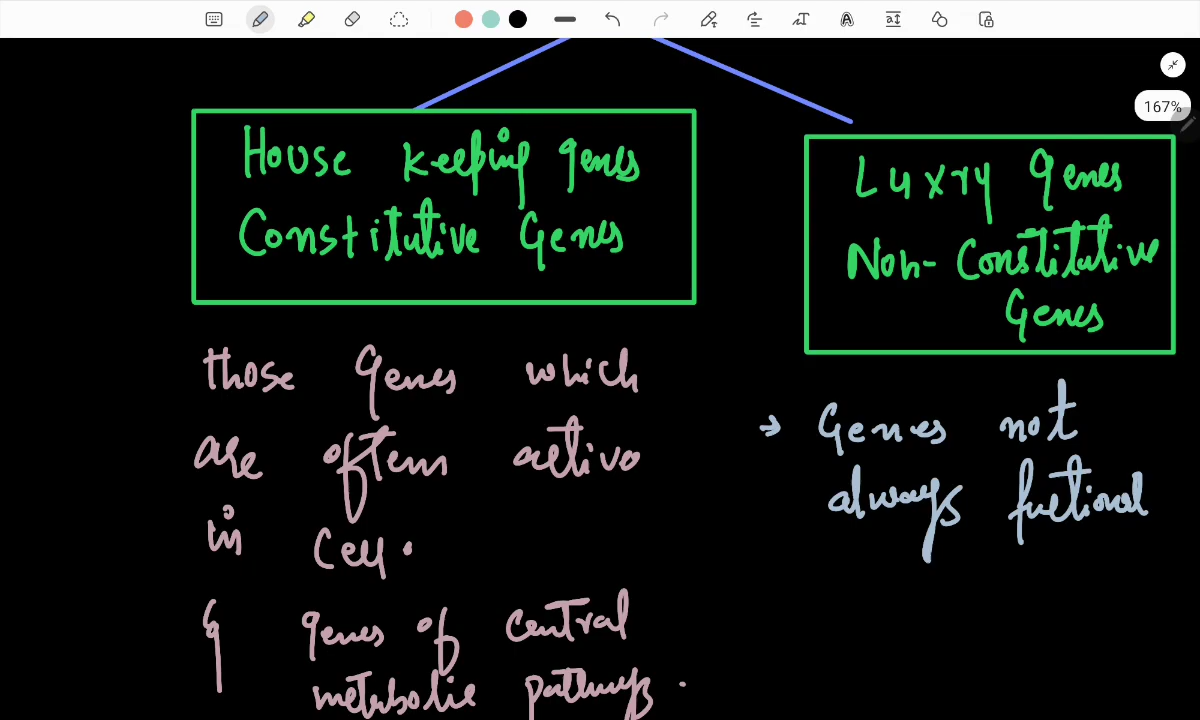 167%
House keeping genes
Constitutive Genes
Luxry Genes
Non-Constitutive
Genes
those Genes which
are often active
in Cell.
genes of central
metabolic pathways.
→ Genes not
always fuctional